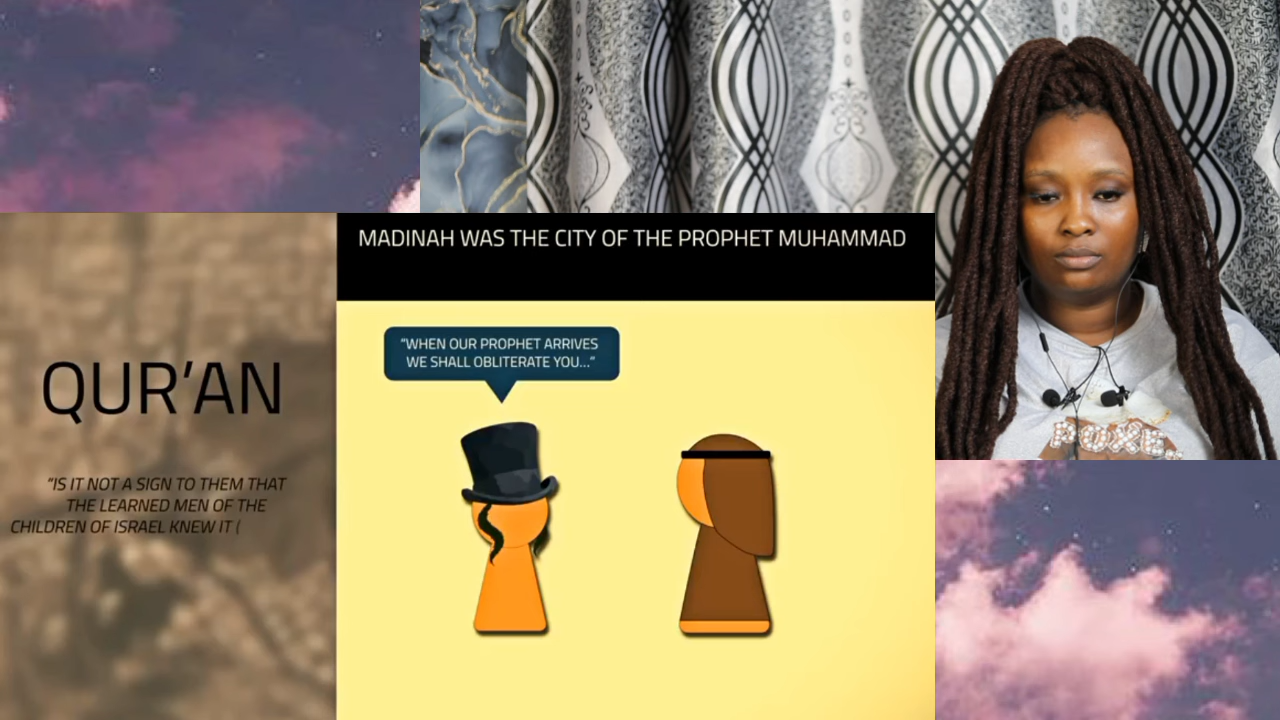 MADINAH WAS THE CITY OF THE PROPHET MUHAMMAD
"WHEN OUR PROPHET ARRIVES
WE SHALL OBLITERATE YOU..."
QUR'AN
"IS IT NOT A SIGN TO THEM THAT
THE LEARNED MEN OF THE
CHILDREN OF ISRAEL KNEW IT (